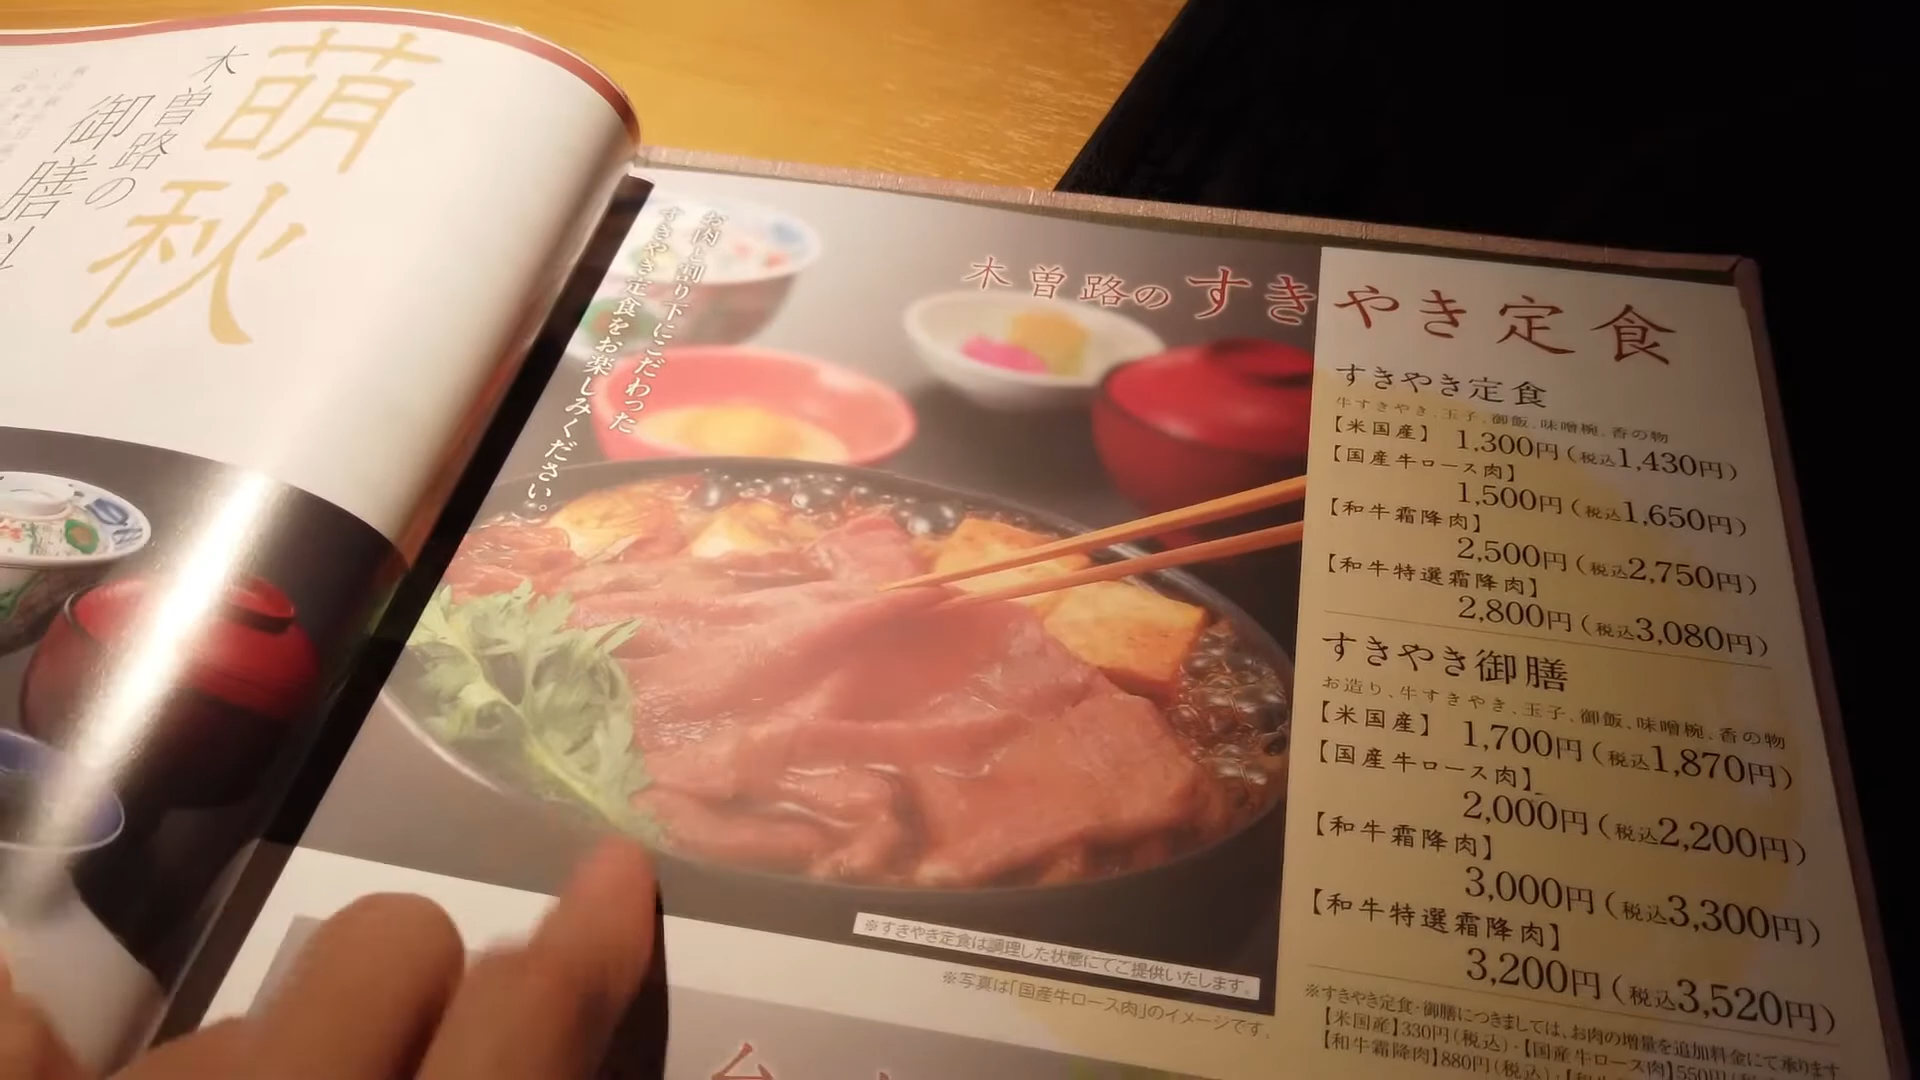 萌秋
木曽路の
御膳
お肉と割り下にこだわった
すきやき定食をお楽しみください。
木曽路のすきやき定食
すきやき定食
牛すきやき、玉子、御飯、味噌椀、香の物
【米国産】 1,300円(税込1,430円)
【国産牛ロース肉】
1,500円(税込1,650円)
【和牛霜降肉】
2,500円(税込2,750円)
【和牛特選霜降肉】
2,800円(税込3,080円)
すきやき御膳
お造り、牛すきやき、玉子、御飯、味噌椀、香の物
【米国産】 1,700円(税込1,870円)
【国産牛ロース肉】
2,000円(税込2,200円)
【和牛霜降肉】
3,000円(税込3,300円)
【和牛特選霜降肉】
3,200円(税込3,520円)
※すきやき定食・御膳につきましては、お肉の増量を追加料金にて承ります
【米国産】330円(税込)・【国産牛ロース肉】550円
【和牛霜降肉】880円(税込)
※すきやき定食は調理した状態にてご提供いたします。
※写真は「国産牛ロース肉」のイメージです。